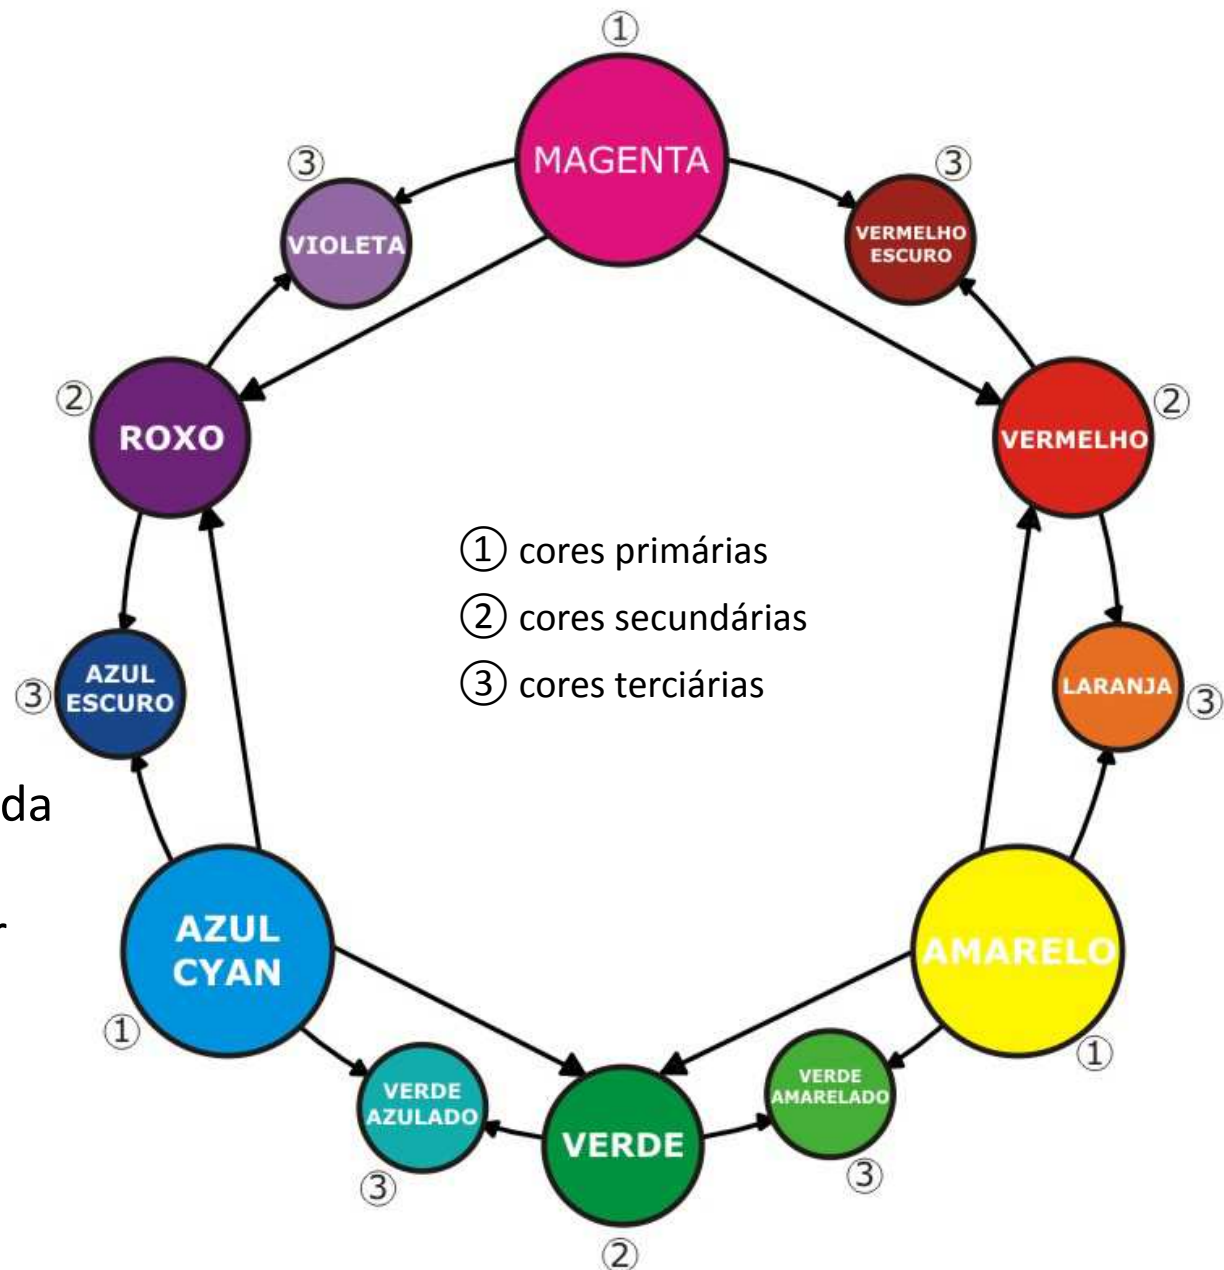 ①
MAGENTA
③
VIOLETA
③
VERMELHO
ESCURO
②
ROXO
②
VERMELHO
① cores primárias
② cores secundárias
③ cores terciárias
③
AZUL
ESCURO
LARANJA
③
da
AZUL
CYAN
①
AMARELO
①
VERDE
AZULADO
③
VERDE
AMARELADO
③
VERDE
②